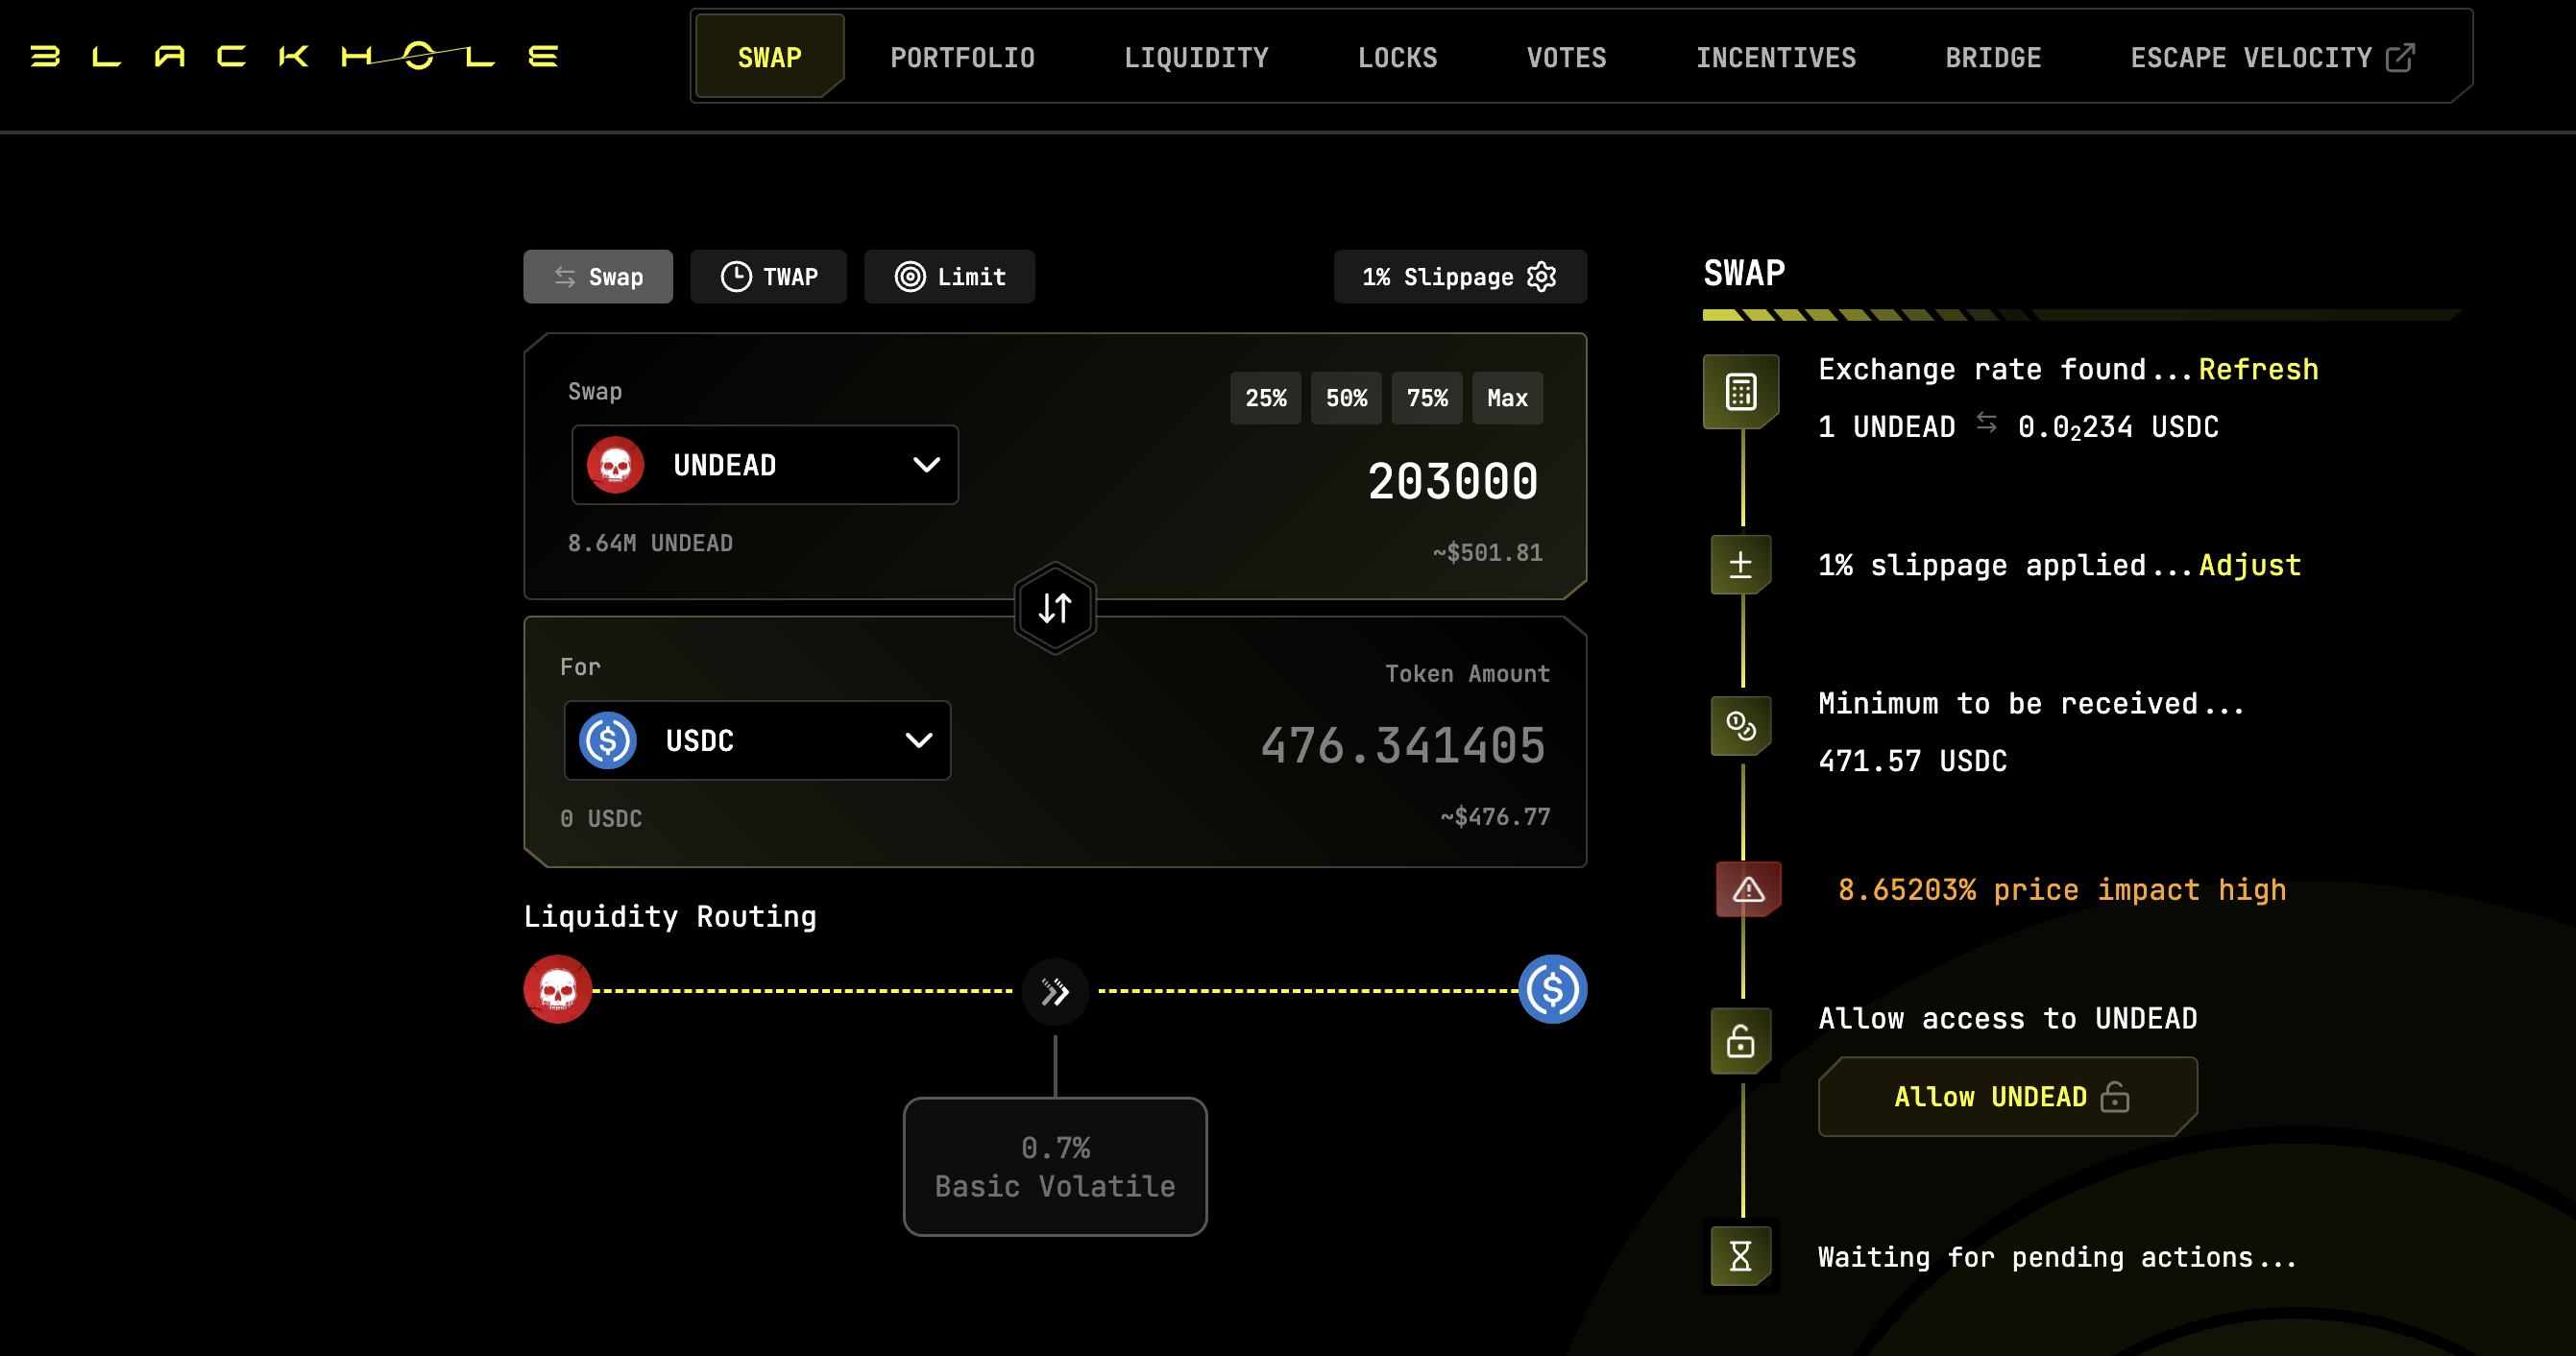 BLACKHOLE
SWAP PORTFOLIO LIQUIDITY LOCKS VOTES INCENTIVES BRIDGE ESCAPE VELOCITY
Swap TWAP Limit 1% Slippage
Swap 25% 50% 75% Max
UNDEAD
203000
8.64M UNDEAD ~$501.81
For Token Amount
USDC 476.341405
0 USDC ~$476.77
Liquidity Routing
0.7%
Basic Volatile
SWAP
Exchange rate found...Refresh
1 UNDEAD ⇆ 0.0₂234 USDC
1% slippage applied...Adjust
Minimum to be received...
471.57 USDC
8.65203% price impact high
Allow access to UNDEAD
Allow UNDEAD
Waiting for pending actions...